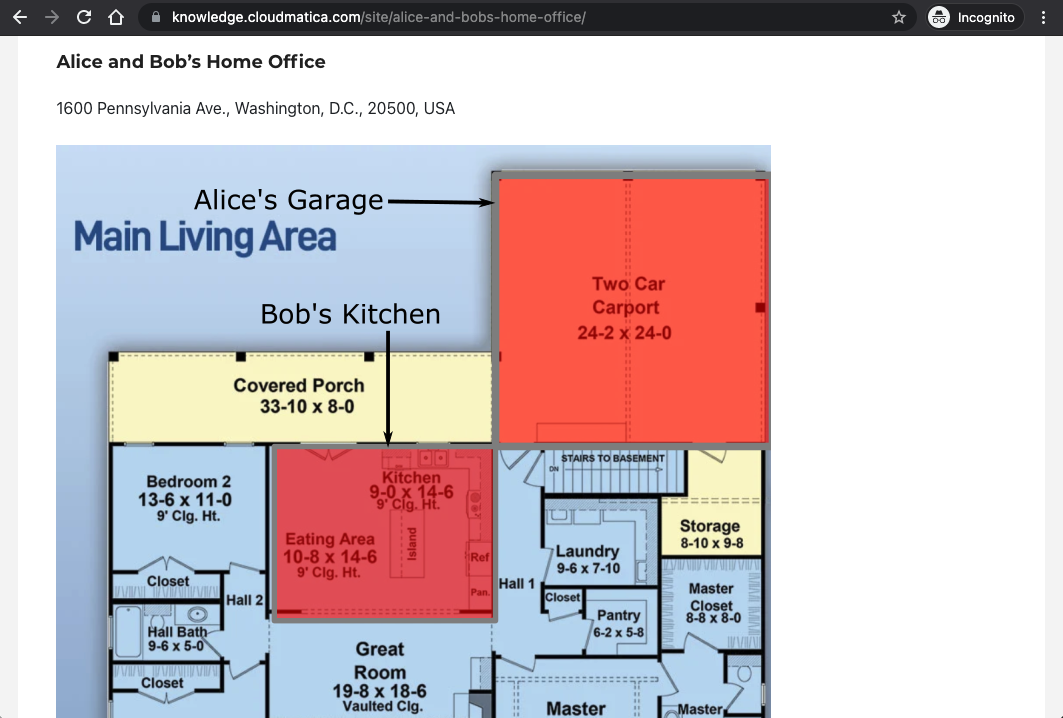 knowledge.cloudmatica.com/site/alice-and-bobs-home-office/
Incognito
Alice and Bob’s Home Office
1600 Pennsylvania Ave., Washington, D.C., 20500, USA
Alice's Garage
Main Living Area
Two Car
Carport
24-2 x 24-0
Bob's Kitchen
Covered Porch
33-10 x 8-0
STAIRS TO BASEMENT
DN
Bedroom 2
13-6 x 11-0
9' Clg. Ht.
Kitchen
9-0 x 14-6
9' Clg. Ht.
Eating Area
10-8 x 14-6
9' Clg. Ht.
Island
Ref
Pan.
Storage
8-10 x 9-8
Laundry
9-6 x 7-10
Hall 1
Closet
Closet
Hall 2
Pantry
6-2 x 5-8
Master
Closet
8-8 x 8-0
Hall Bath
9-6 x 5-0
Closet
Great
Room
19-8 x 18-6
Vaulted Clg.
Master
Master